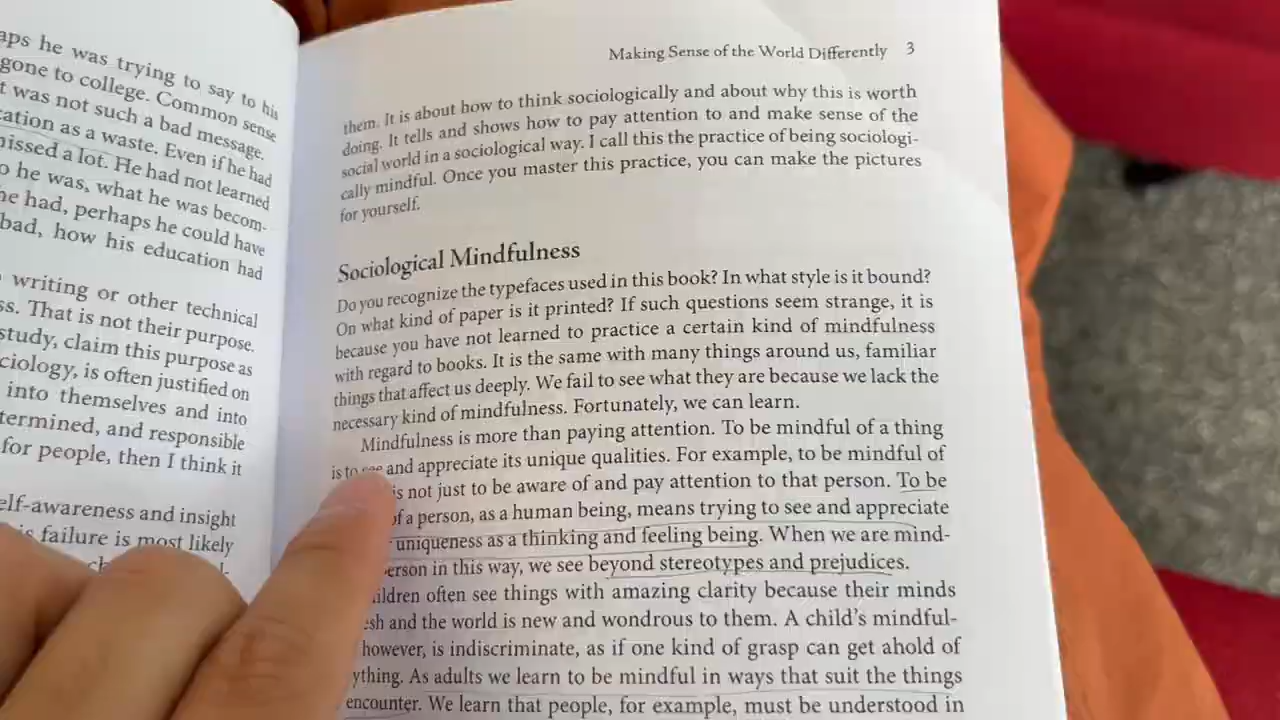 aps he was trying to say to his
gone to college. Common sense
t was not such a bad message.
cation as a waste. Even if he had
missed a lot. He had not learned
o he was, what he was becom-
he had, perhaps he could have
bad, how his education had
writing or other technical
ss. That is not their purpose.
study, claim this purpose as
ciology, is often justified on
into themselves and into
termined, and responsible
for people, then I think it
elf-awareness and insight
s failure is most likely
Making Sense of the World Differently 3
them. It is about how to think sociologically and about why this is worth
doing. It tells and shows how to pay attention to and make sense of the
social world in a sociological way. I call this the practice of being sociologi-
cally mindful. Once you master this practice, you can make the pictures
for yourself.
Sociological Mindfulness
Do you recognize the typefaces used in this book? In what style is it bound?
On what kind of paper is it printed? If such questions seem strange, it is
because you have not learned to practice a certain kind of mindfulness
with regard to books. It is the same with many things around us, familiar
things that affect us deeply. We fail to see what they are because we lack the
necessary kind of mindfulness. Fortunately, we can learn.
Mindfulness is more than paying attention. To be mindful of a thing
is to see and appreciate its unique qualities. For example, to be mindful of
is not just to be aware of and pay attention to that person. To be
of a person, as a human being, means trying to see and appreciate
uniqueness as a thinking and feeling being. When we are mind-
erson in this way, we see beyond stereotypes and prejudices.
ildren often see things with amazing clarity because their minds
esh and the world is new and wondrous to them. A child's mindful-
however, is indiscriminate, as if one kind of grasp can get ahold of
ything. As adults we learn to be mindful in ways that suit the things
encounter. We learn that people, for example, must be understood in